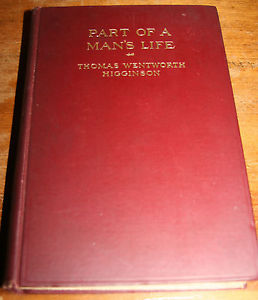 PART OF A
MAN'S LIFE
THOMAS WENTWORTH
HIGGINSON